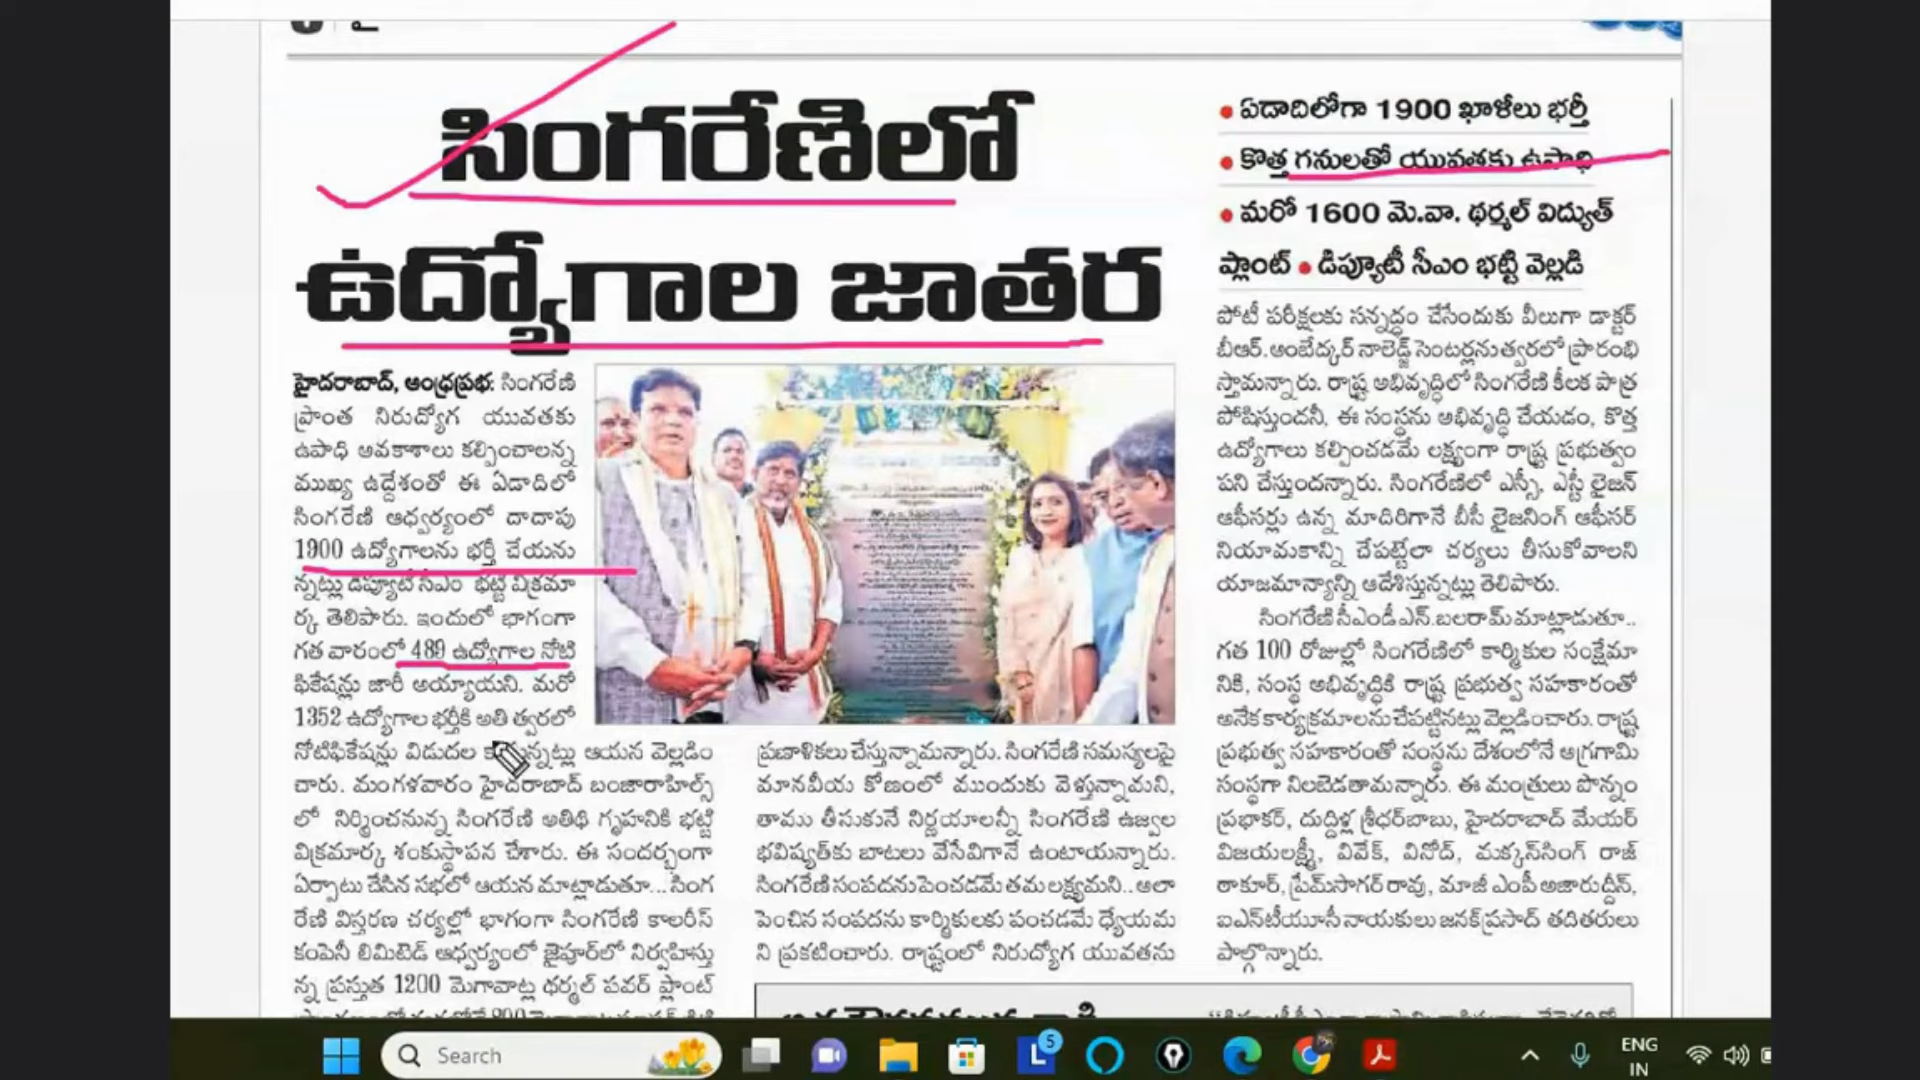 సింగరేణిలో
ఉద్యోగాల జాతర
● ఏడాదిలోగా 1900 ఖాళీలు భర్తీ
● కొత్త గనులతో యువతకు ఉపాధి
● మరో 1600 మె.వా. థర్మల్ విద్యుత్
ప్లాంట్ ● డిప్యూటీ సీఎం భట్టి వెల్లడి
హైదరాబాద్, ఆంధ్రప్రభ: సింగరేణి
ప్రాంత నిరుద్యోగ యువతకు
ఉపాధి అవకాశాలు కల్పించాలన్న
ముఖ్య ఉద్దేశంతో ఈ ఏడాదిలో
సింగరేణి ఆధ్వర్యంలో దాదాపు
1900 ఉద్యోగాలను భర్తీ చేయను
న్నట్లు డిప్యూటీ సీఎం భట్టి విక్రమా
ర్క తెలిపారు. ఇందులో భాగంగా
గత వారంలో 489 ఉద్యోగాల నోటి
ఫికేషన్లు జారీ అయ్యాయని. మరో
1352 ఉద్యోగాల భర్తీకి అతి త్వరలో
నోటిఫికేషన్లు విడుదల ఆయన వెల్లడిం
చారు. మంగళవారం హైదరాబాద్ బంజారాహిల్స్
లో నిర్మించనున్న సింగరేణి అతిథి గృహనికి భట్టి
విక్రమార్క శంకుస్థాపన చేశారు. ఈ సందర్భంగా
ఏర్పాటు చేసిన సభలో ఆయన మాట్లాడుతూ... సింగ
రేణి విస్తరణ చర్యల్లో భాగంగా సింగరేణి కాలరీస్
కంపెనీ లిమిటెడ్ ఆధ్వర్యంలో జైపూర్‌లో నిర్వహిస్తు
న్న ప్రస్తుత 1200 మెగావాట్ల థర్మల్ పవర్ ప్లాంట్
ప్రణాళికలు చేస్తున్నామన్నారు. సింగరేణి సమస్యలపై
మానవీయ కోణంలో ముందుకు వెళ్తున్నామని,
తాము తీసుకునే నిర్ణయాలన్నీ సింగరేణి ఉజ్వల
భవిష్యత్‌కు బాటలు వేసేవిగానే ఉంటాయన్నారు.
సింగరేణి సంపదను పెంచడమే తమ లక్ష్యమని.. అలా
పెంచిన సంపదను కార్మికులకు పంచడమే ధ్యేయమ
ని ప్రకటించారు. రాష్ట్రంలో నిరుద్యోగ యువతను
పోటీ పరీక్షలకు సన్నద్ధం చేసేందుకు వీలుగా డాక్టర్
బీఆర్.అంబేద్కర్ నాలెడ్జ్ సెంటర్లను త్వరలో ప్రారంభి
స్తామన్నారు. రాష్ట్ర అభివృద్ధిలో సింగరేణి కీలక పాత్ర
పోషిస్తుందనీ, ఈ సంస్థను అభివృద్ధి చేయడం, కొత్త
ఉద్యోగాలు కల్పించడమే లక్ష్యంగా రాష్ట్ర ప్రభుత్వం
పని చేస్తుందన్నారు. సింగరేణిలో ఎస్సీ, ఎస్టీ లైజన్
ఆఫీసర్లు ఉన్న మాదిరిగానే బీసీ లైజనింగ్ ఆఫీసర్
నియామకాన్ని చేపట్టేలా చర్యలు తీసుకోవాలని
యాజమాన్యాన్ని ఆదేశిస్తున్నట్లు తెలిపారు.
సింగరేణి సీఎండీ ఎన్.బలరామ్ మాట్లాడుతూ..
గత 100 రోజుల్లో సింగరేణిలో కార్మికుల సంక్షేమా
నికి, సంస్థ అభివృద్ధికి రాష్ట్ర ప్రభుత్వ సహకారంతో
అనేక కార్యక్రమాలను చేపట్టినట్లు వెల్లడించారు. రాష్ట్ర
ప్రభుత్వ సహకారంతో సంస్థను దేశంలోనే అగ్రగామి
సంస్థగా నిలబెడతామన్నారు. ఈ మంత్రులు పొన్నం
ప్రభాకర్, దుద్దిళ్ల శ్రీధర్‌బాబు, హైదరాబాద్ మేయర్
విజయలక్ష్మీ, వివేక్, వినోద్, మక్కన్‌సింగ్ రాజ్
ఠాకూర్, ప్రేమ్‌సాగర్ రావు, మాజీ ఎంపీ అజారుద్దీన్,
ఐఎన్‌టీయూసీ నాయకులు జనక్ ప్రసాద్ తదితరులు
పాల్గొన్నారు.
Search
5
ENG
IN